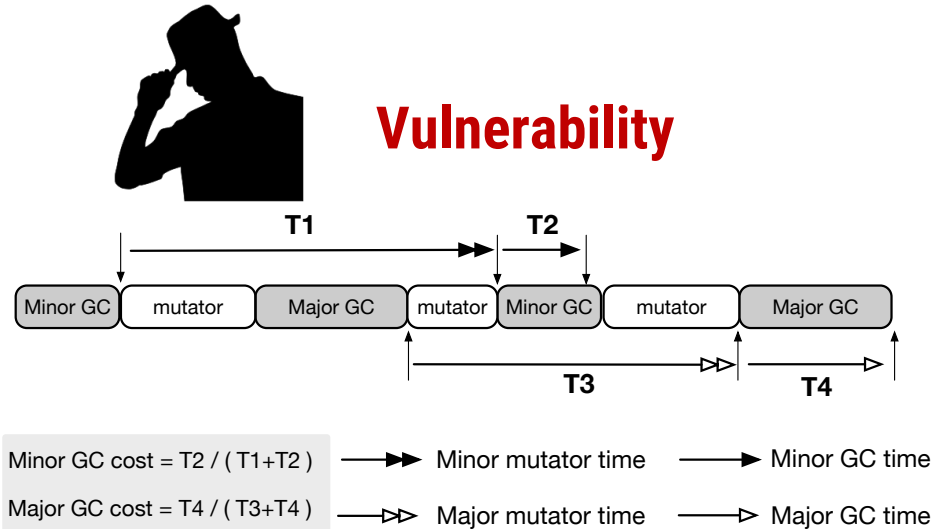 Vulnerability
T1 T2
Minor GC mutator Major GC mutator Minor GC mutator Major GC
T3 T4
Minor GC cost = T2 / ( T1+T2 ) Minor mutator time Minor GC time
Major GC cost = T4 / ( T3+T4 ) Major mutator time Major GC time